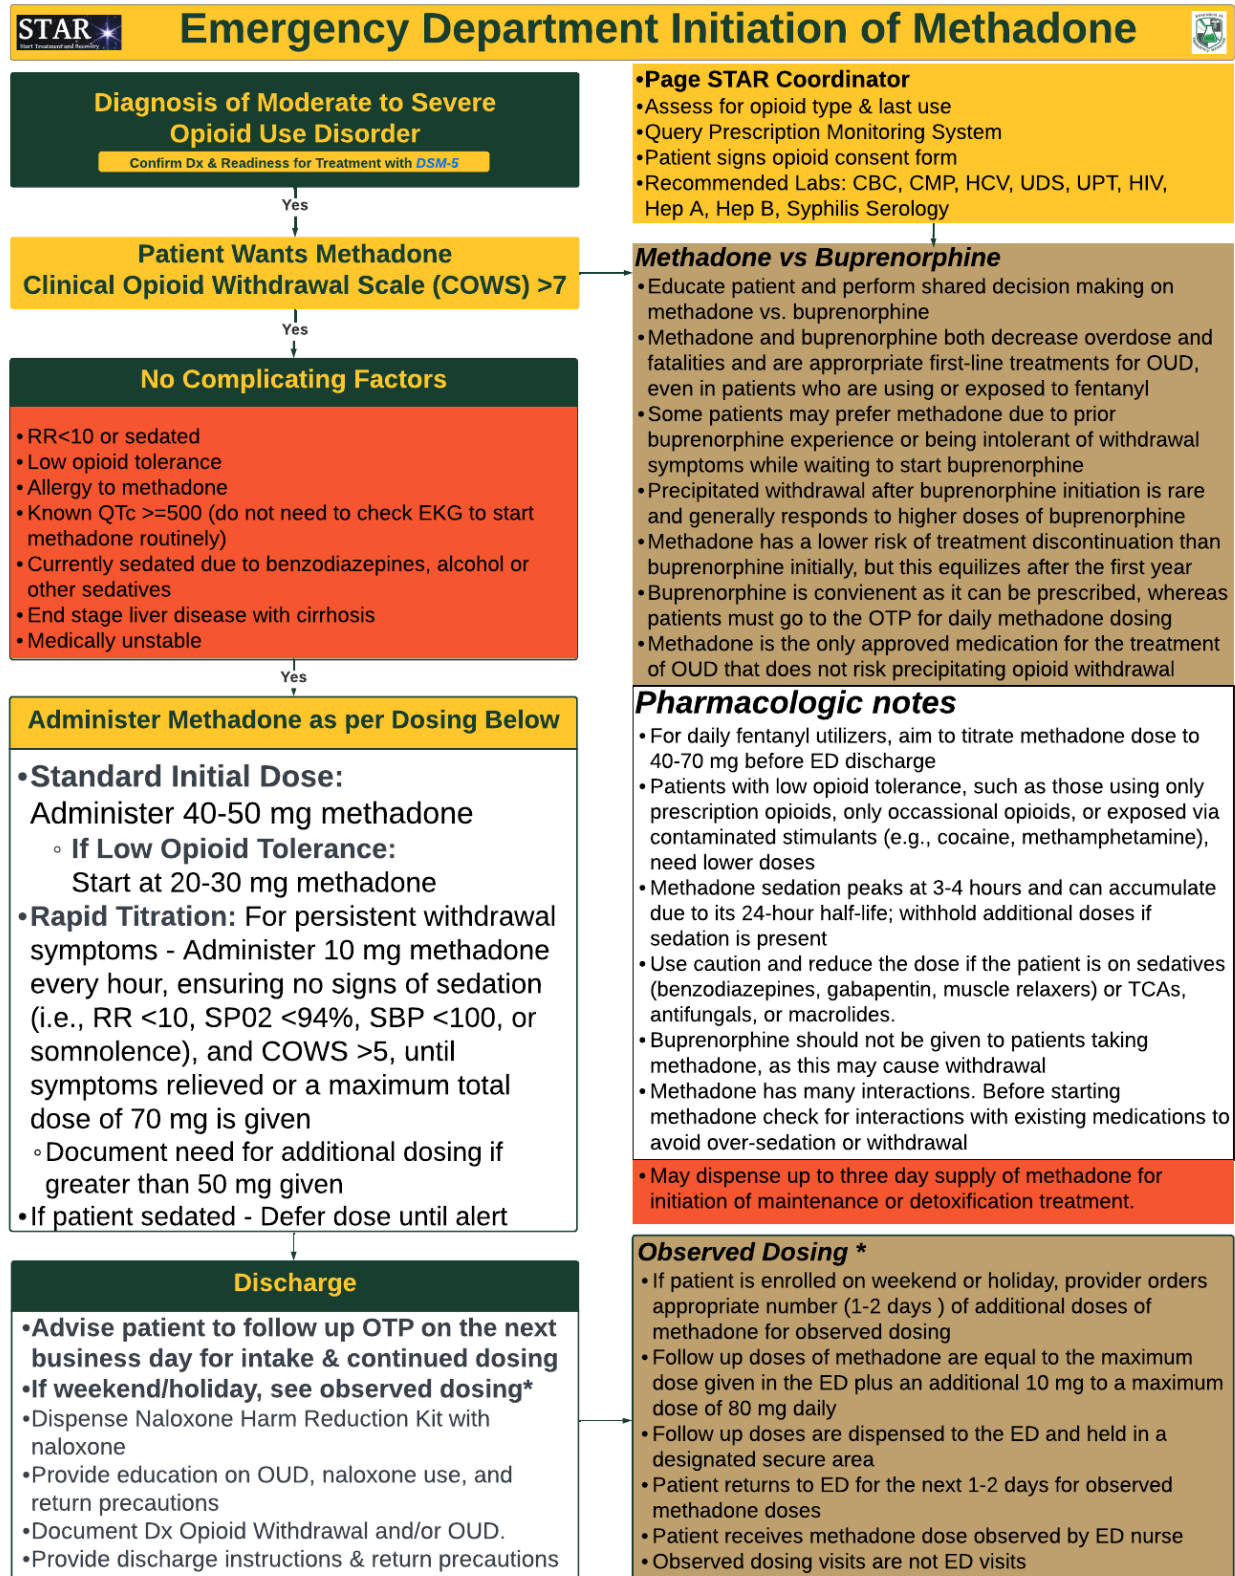 STAR
Start Treatment and Recovery
Emergency Department Initiation of Methadone
Diagnosis of Moderate to Severe
Opioid Use Disorder
Confirm Dx & Readiness for Treatment with DSM-5
Yes
Patient Wants Methadone
Clinical Opioid Withdrawal Scale (COWS) >7
Yes
No Complicating Factors
•RR<10 or sedated
•Low opioid tolerance
•Allergy to methadone
•Known QTc >=500 (do not need to check EKG to start
methadone routinely)
•Currently sedated due to benzodiazepines, alcohol or
other sedatives
•End stage liver disease with cirrhosis
•Medically unstable
Yes
Administer Methadone as per Dosing Below
•Standard Initial Dose:
Administer 40-50 mg methadone
◦ If Low Opioid Tolerance:
Start at 20-30 mg methadone
•Rapid Titration: For persistent withdrawal
symptoms - Administer 10 mg methadone
every hour, ensuring no signs of sedation
(i.e., RR <10, SP02 <94%, SBP <100, or
somnolence), and COWS >5, until
symptoms relieved or a maximum total
dose of 70 mg is given
◦Document need for additional dosing if
greater than 50 mg given
•If patient sedated - Defer dose until alert
Discharge
•Advise patient to follow up OTP on the next
business day for intake & continued dosing
•If weekend/holiday, see observed dosing*
•Dispense Naloxone Harm Reduction Kit with
naloxone
•Provide education on OUD, naloxone use, and
return precautions
•Document Dx Opioid Withdrawal and/or OUD.
•Provide discharge instructions & return precautions
•Page STAR Coordinator
•Assess for opioid type & last use
•Query Prescription Monitoring System
•Patient signs opioid consent form
•Recommended Labs: CBC, CMP, HCV, UDS, UPT, HIV,
Hep A, Hep B, Syphilis Serology
Methadone vs Buprenorphine
•Educate patient and perform shared decision making on
methadone vs. buprenorphine
•Methadone and buprenorphine both decrease overdose and
fatalities and are approrpriate first-line treatments for OUD,
even in patients who are using or exposed to fentanyl
•Some patients may prefer methadone due to prior
buprenorphine experience or being intolerant of withdrawal
symptoms while waiting to start buprenorphine
•Precipitated withdrawal after buprenorphine initiation is rare
and generally responds to higher doses of buprenorphine
•Methadone has a lower risk of treatment discontinuation than
buprenorphine initially, but this equilizes after the first year
•Buprenorphine is convienent as it can be prescribed, whereas
patients must go to the OTP for daily methadone dosing
•Methadone is the only approved medication for the treatment
of OUD that does not risk precipitating opioid withdrawal
Pharmacologic notes
•For daily fentanyl utilizers, aim to titrate methadone dose to
40-70 mg before ED discharge
•Patients with low opioid tolerance, such as those using only
prescription opioids, only occassional opioids, or exposed via
contaminated stimulants (e.g., cocaine, methamphetamine),
need lower doses
•Methadone sedation peaks at 3-4 hours and can accumulate
due to its 24-hour half-life; withhold additional doses if
sedation is present
•Use caution and reduce the dose if the patient is on sedatives
(benzodiazepines, gabapentin, muscle relaxers) or TCAs,
antifungals, or macrolides.
•Buprenorphine should not be given to patients taking
methadone, as this may cause withdrawal
•Methadone has many interactions. Before starting
methadone check for interactions with existing medications to
avoid over-sedation or withdrawal
•May dispense up to three day supply of methadone for
initiation of maintenance or detoxification treatment.
Observed Dosing *
•If patient is enrolled on weekend or holiday, provider orders
appropriate number (1-2 days ) of additional doses of
methadone for observed dosing
•Follow up doses of methadone are equal to the maximum
dose given in the ED plus an additional 10 mg to a maximum
dose of 80 mg daily
•Follow up doses are dispensed to the ED and held in a
designated secure area
•Patient returns to ED for the next 1-2 days for observed
methadone doses
•Patient receives methadone dose observed by ED nurse
•Observed dosing visits are not ED visits